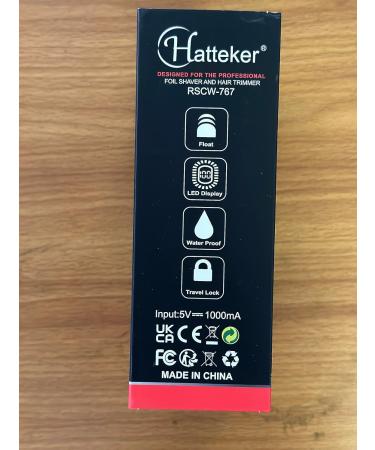 Hatteker®
DESIGNED FOR THE PROFESSIONAL
FOIL SHAVER AND HAIR TRIMMER
RSCW-767
Float
100
LED Display
Water Proof
Travel Lock
Input:5V⎓1000mA
UK
CA CE
FC
MADE IN CHINA